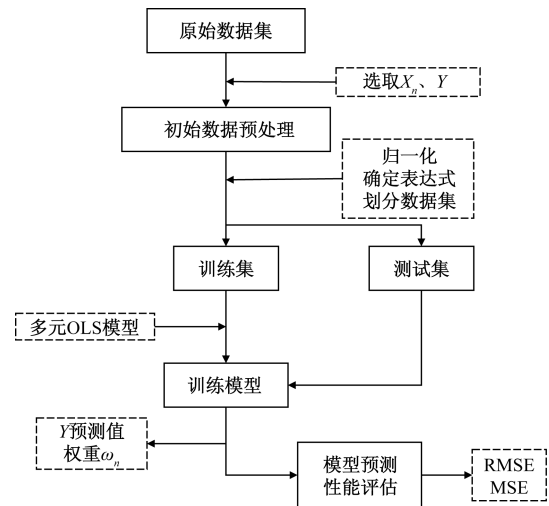 原始数据集
选取Xn、Y
初始数据预处理
归一化
确定表达式
划分数据集
训练集
测试集
多元OLS模型
训练模型
Y预测值
权重ωn
模型预测
性能评估
RMSE
MSE